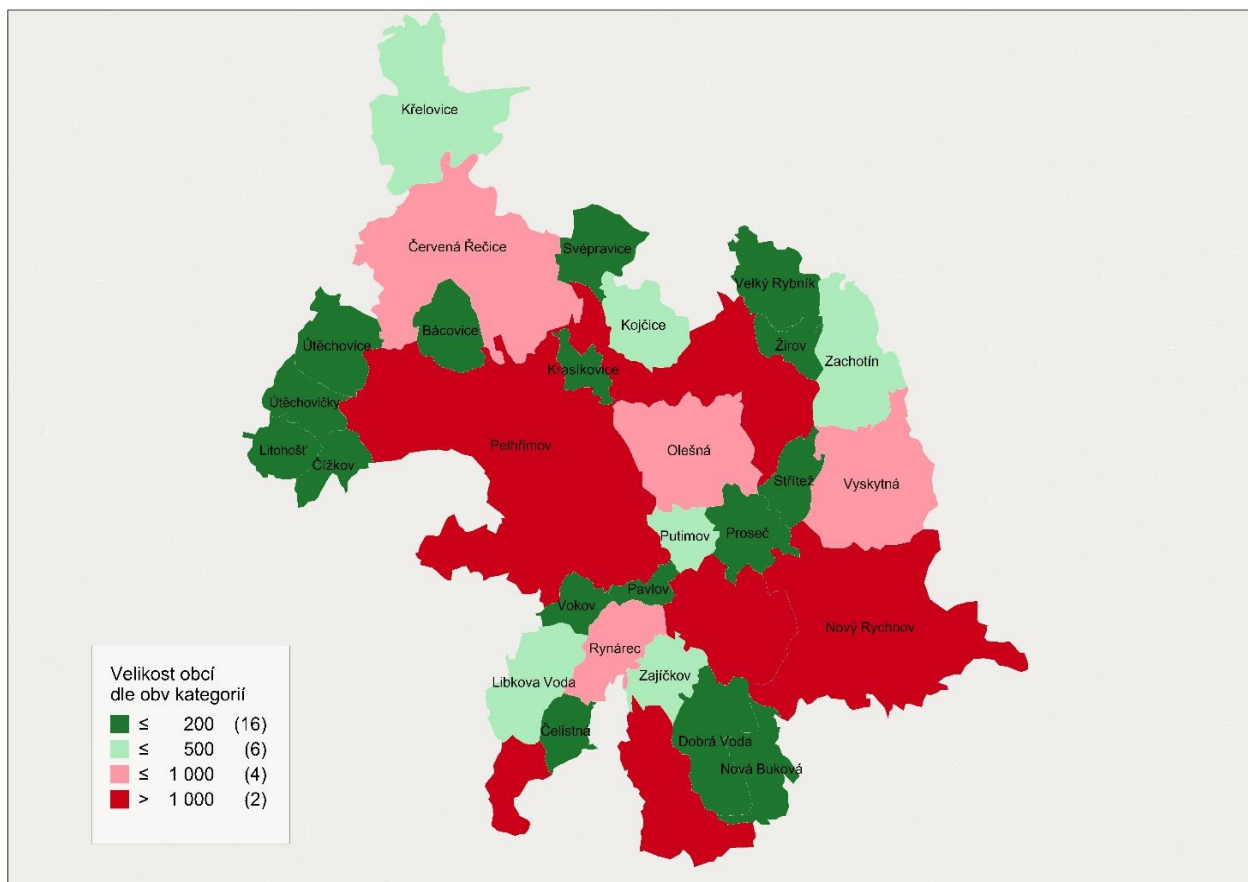 Křelovice
Červená Řečice
Svépravice
Velký Rybník
Kojčice
Bácovice
Útěchovice
Žirov
Zachotín
Krasíkovice
Útěchovičky
Pelhřimov
Litohošť
Čížkov
Olešná
Střítež
Vyskytná
Putimov
Proseč
Pavlov
Vokov
Nový Rychnov
Rynárec
Zajíčkov
Libkova Voda
Čelistná
Dobrá Voda
Nová Buková
Velikost obcí
dle obv kategorií
≤ 200 (16)
≤ 500 (6)
≤ 1 000 (4)
> 1 000 (2)